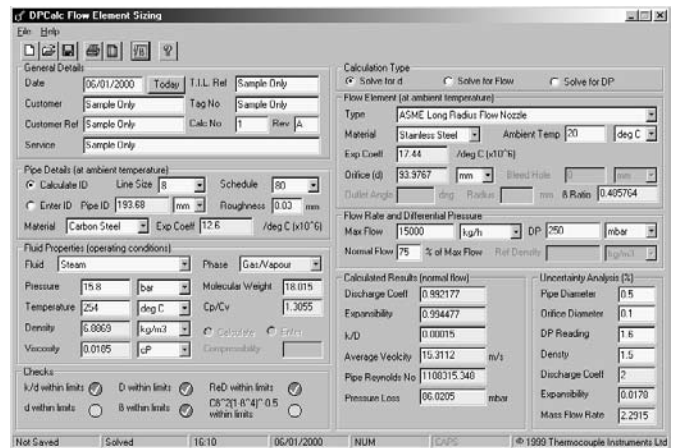 DPCalc Flow Element Sizing
File Help
General Details
Date 06/01/2000 Today T.I.L. Ref Sample Only
Customer Sample Only Tag No Sample Only
Customer Ref Sample Only Calc No 1 Rev A
Service Sample Only
Pipe Details (at ambient temperature)
Calculate ID Line Size 8 Schedule 80
Enter ID Pipe ID 193.68 mm Roughness 0.03 mm
Material Carbon Steel Exp Coeff 12.6 /deg C (x10^6)
Fluid Properties (operating conditions)
Fluid Steam Phase Gas/Vapour
Pressure 15.8 bar Molecular Weight 18.015
Temperature 254 deg C Cp/Cv 1.3055
Density 6.8869 kg/m3 Calculate Enter
Viscosity 0.0185 cP Compressibility
Checks
k/d within limits D within limits ReD within limits
d within limits ß within limits C8^2[1-ß^4]^-0.5
within limits
Calculation Type
Solve for d Solve for Flow Solve for DP
Flow Element (at ambient temperature)
Type ASME Long Radius Flow Nozzle
Material Stainless Steel Ambient Temp 20 deg C
Exp Coeff 17.44 /deg C (x10^6)
Orifice (d) 93.9767 mm Bleed Hole 0 mm
Outlet Angle deg Radius mm ß Ratio 0.485764
Flow Rate and Differential Pressure
Max Flow 15000 kg/h DP 250 mbar
Normal Flow 75 % of Max Flow Ref Density kg/m3
Calculated Results (normal flow)
Discharge Coeff 0.992177
Expansibility 0.994477
k/D 0.00015
Average Veolcity 15.3112 m/s
Pipe Reynolds No 1108315.348
Pressure Loss 86.0205 mbar
Uncertainty Analysis (%)
Pipe Diameter 0.5
Orifice Diameter 0.1
DP Reading 1.6
Densty 1.5
Discharge Coeff 2
Expansibility 0.0178
Mass Flow Rate 2.2915
Not Saved Solved 16:10 06/01/2000 NUM CAPS © 1999 Thermocouple Instruments Ltd